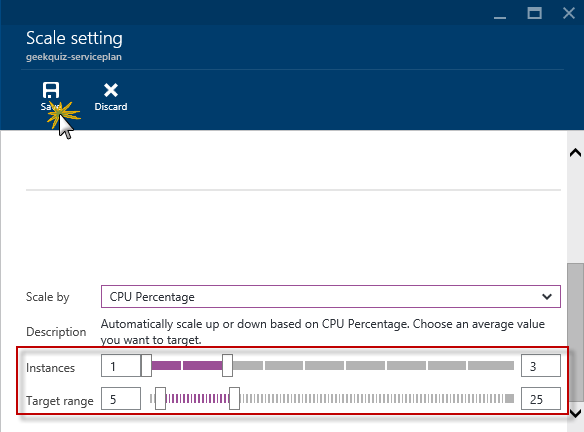 Scale setting
geekquiz-serviceplan
Save Discard
Scale by CPU Percentage
Description Automatically scale up or down based on CPU Percentage. Choose an average value
you want to target.
Instances 1 3
Target range 5 25